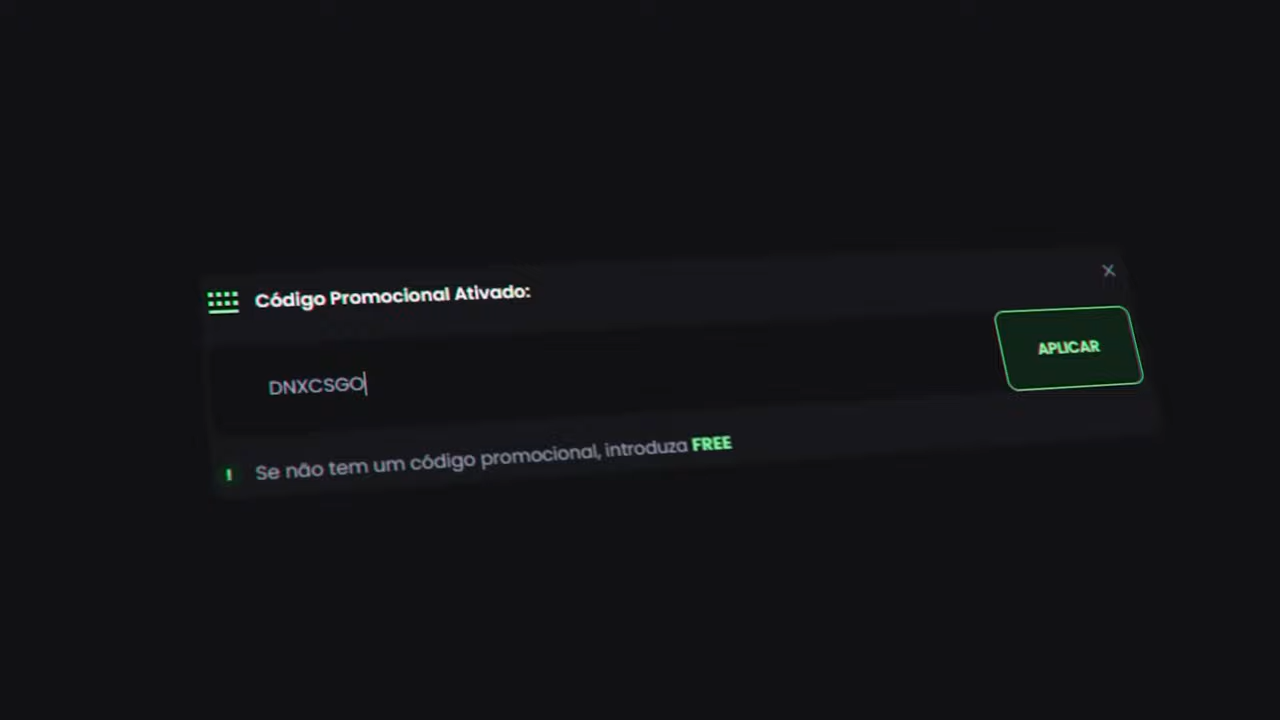 Código Promocional Ativado:
DNXCSGO
APLICAR
! Se não tem um código promocional, introduza FREE